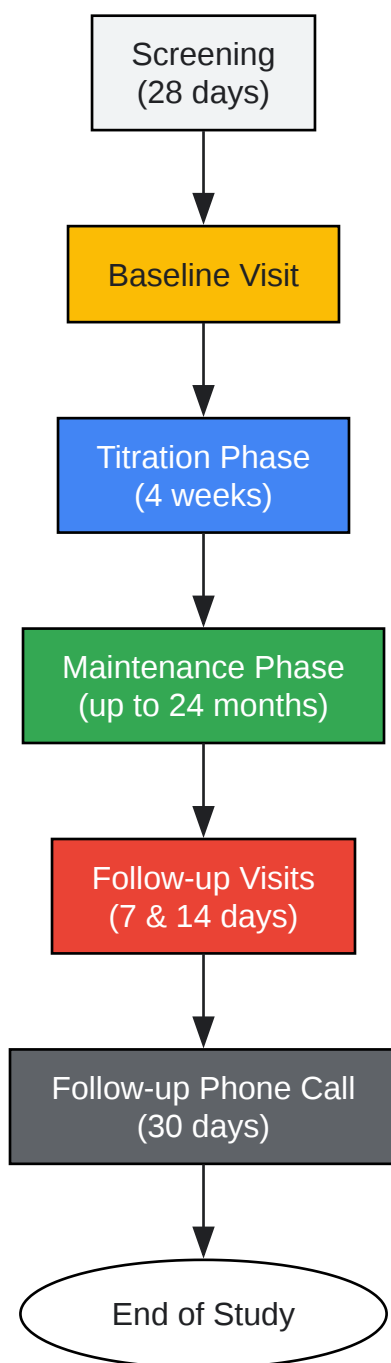 Screening
(28 days)
Baseline Visit
Titration Phase
(4 weeks)
Maintenance Phase
(up to 24 months)
Follow-up Visits
(7 & 14 days)
Follow-up Phone Call
(30 days)
End of Study